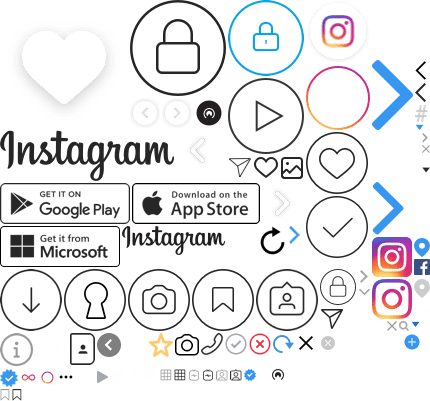 Instagram
GET IT ON
Google Play
Download on the
App Store
Get it from
Microsoft
Instagram